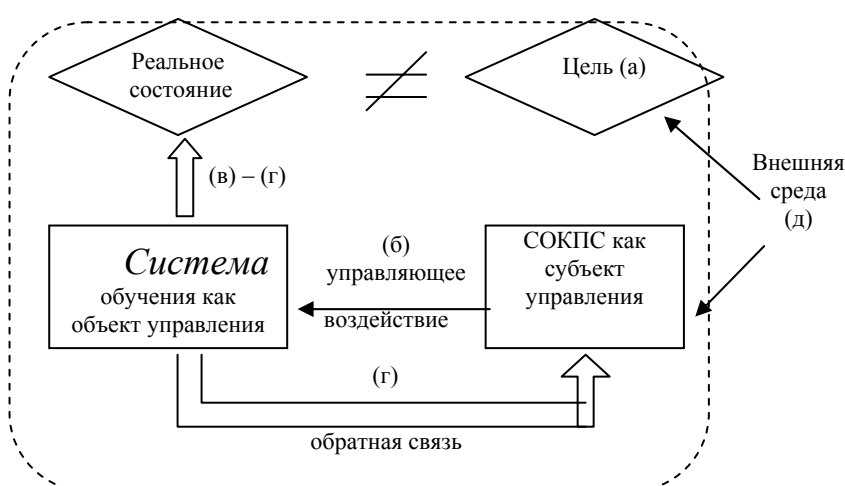 Реальное
состояние
≠
Цель (а)
(в) – (г)
Внешняя
среда
(д)
Система
обучения как
объект управления
(б)
управляющее
воздействие
СОКПС как
субъект
управления
(г)
обратная связь